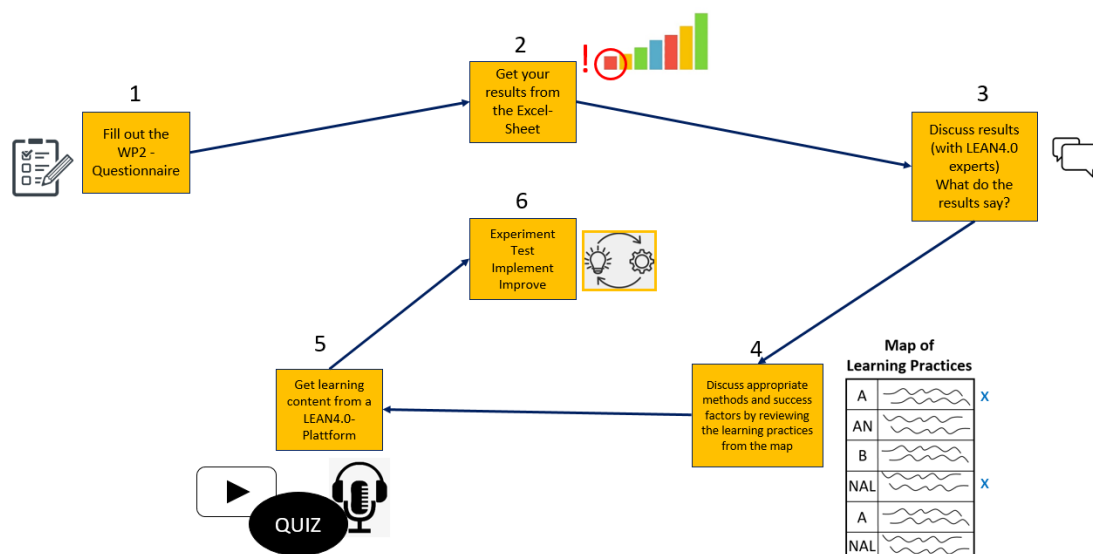 1
Fill out the
WP2 -
Questionnaire
2
Get your
results from
the Excel-
Sheet
!
3
Discuss results
(with LEAN4.0
experts)
What do the
results say?
4
Discuss appropriate
methods and success
factors by reviewing
the learning practices
from the map
Map of
Learning Practices
A
X
AN
B
NAL
X
A
NAL
5
Get learning
content from a
LEAN4.0-
Plattform
QUIZ
6
Experiment
Test
Implement
Improve